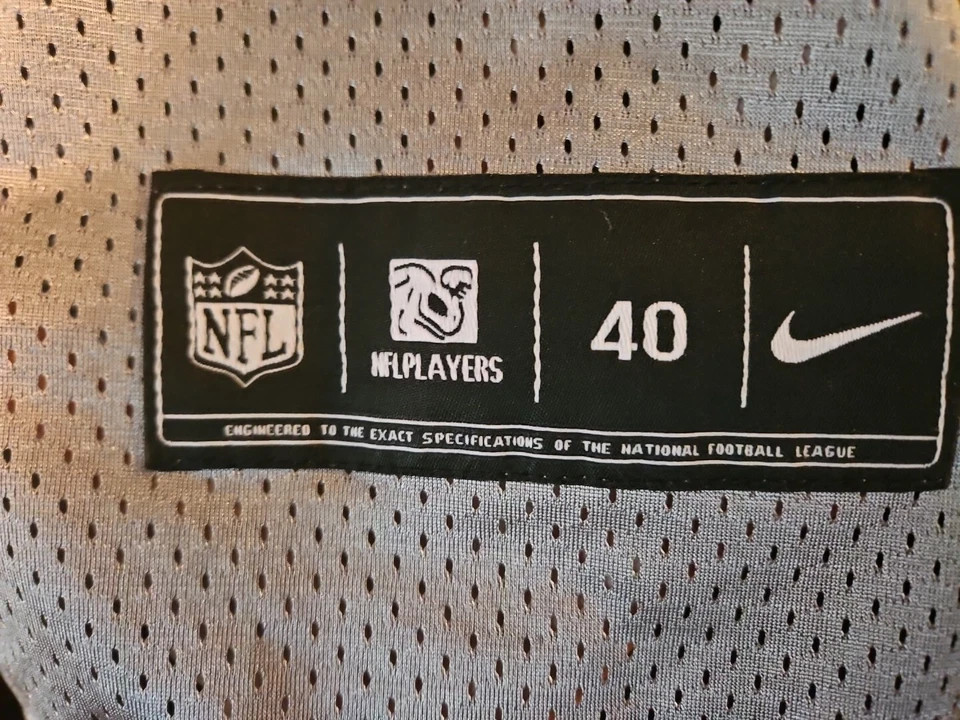 NFL
NFLPLAYERS
40
ENGINEERED TO THE EXACT SPECIFICATIONS OF THE NATIONAL FOOTBALL LEAGUE